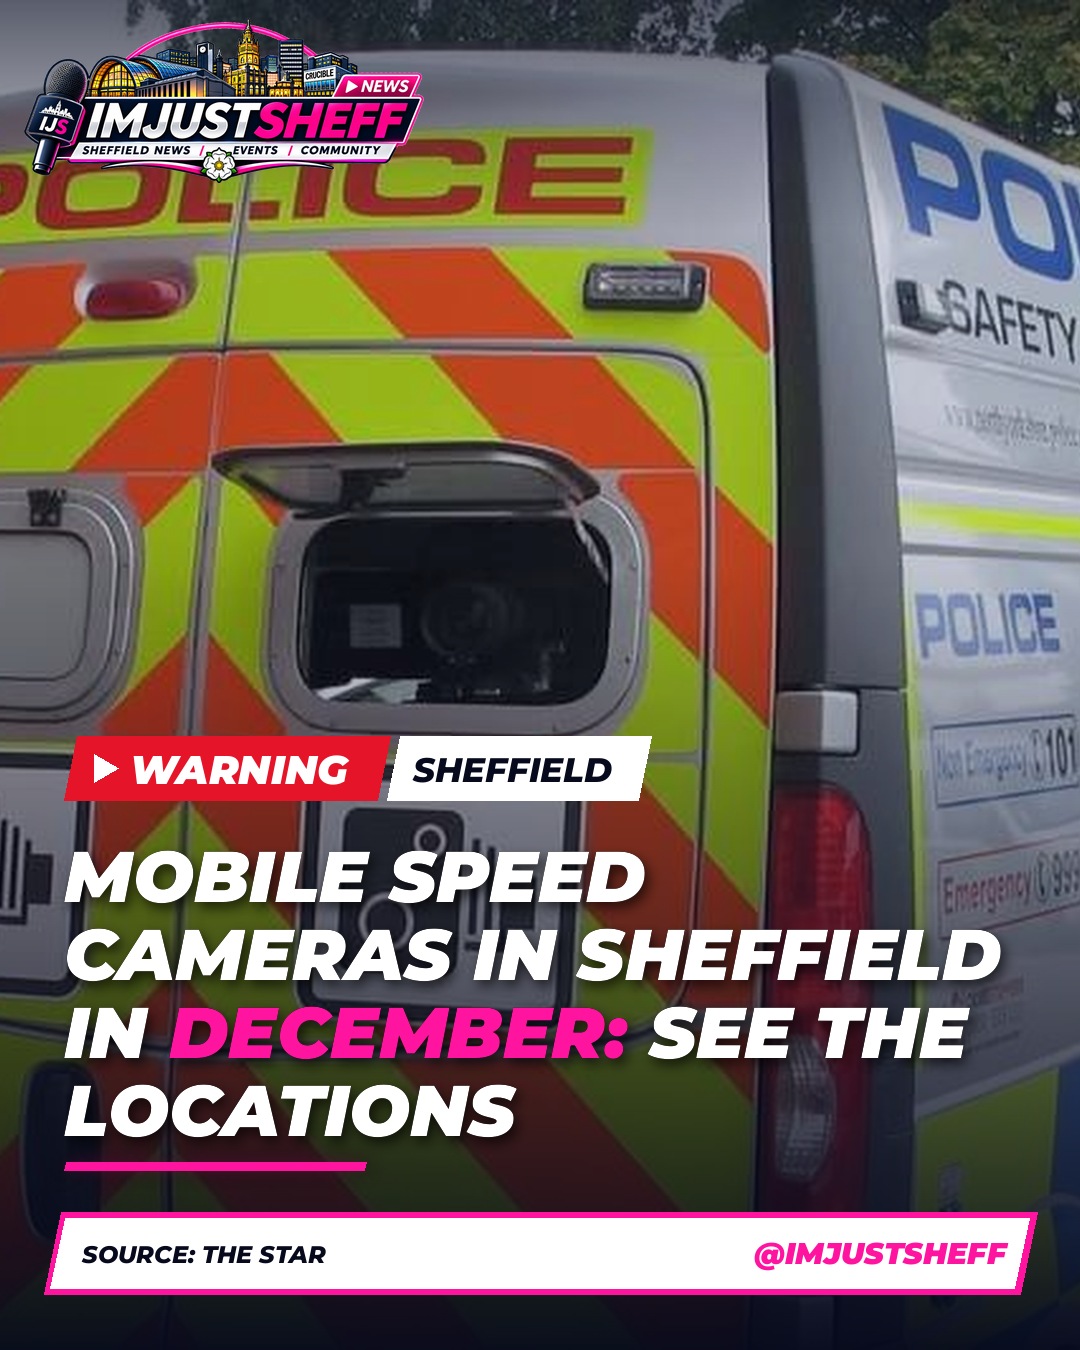 CRUCIBLE
NEWS
IJS
IMJUSTSHEFF
SHEFFIELD NEWS / EVENTS / COMMUNITY
POLICE
POL
SAFETY
POLICE
Non Emergency 101
Emergency 999
WARNING
SHEFFIELD
MOBILE SPEED
CAMERAS IN SHEFFIELD
IN DECEMBER: SEE THE
LOCATIONS
SOURCE: THE STAR
@IMJUSTSHEFF